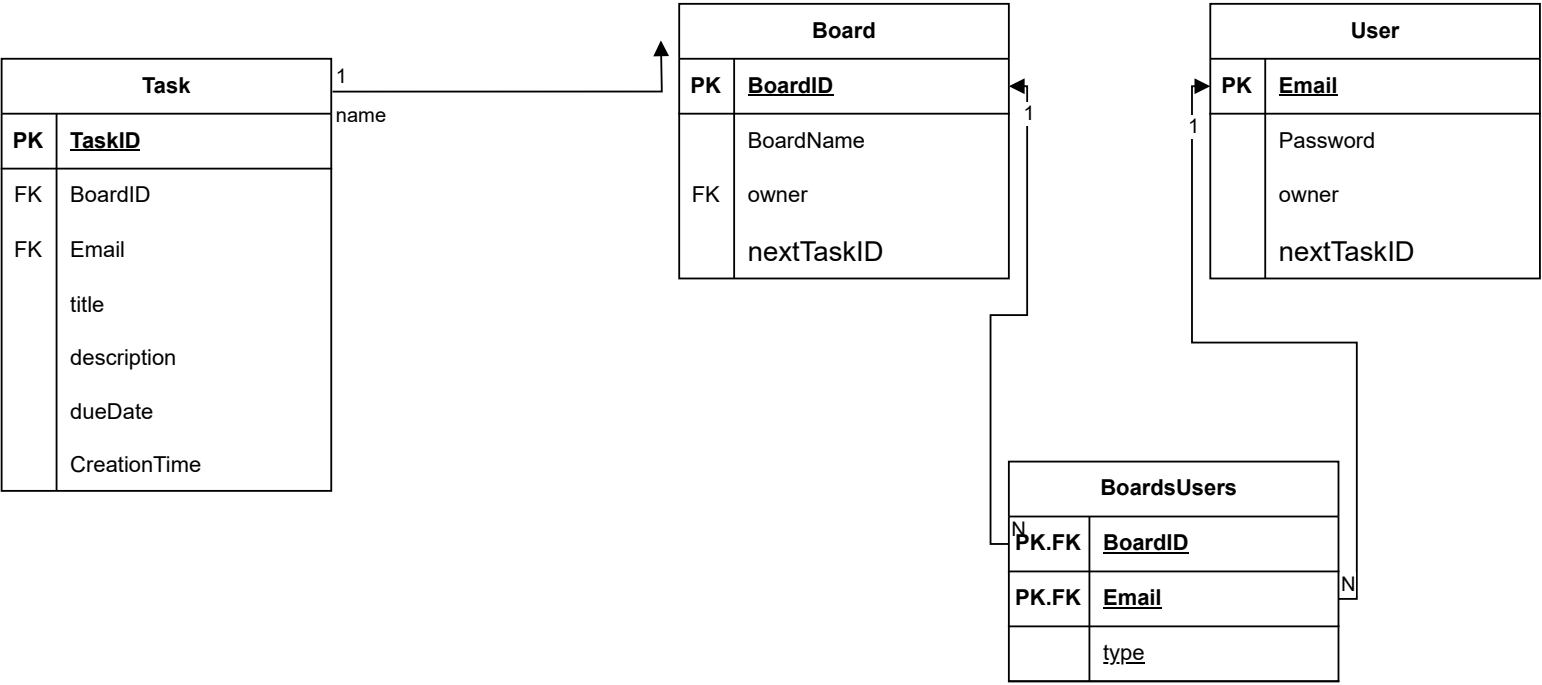 Task
PK TaskID
FK BoardID
FK Email
title
description
dueDate
CreationTime
1
name
Board
PK BoardID
BoardName
FK owner
nextTaskID
1
User
PK Email
Password
owner
nextTaskID
1
BoardsUsers
N
PK.FK BoardID
PK.FK Email
N
type